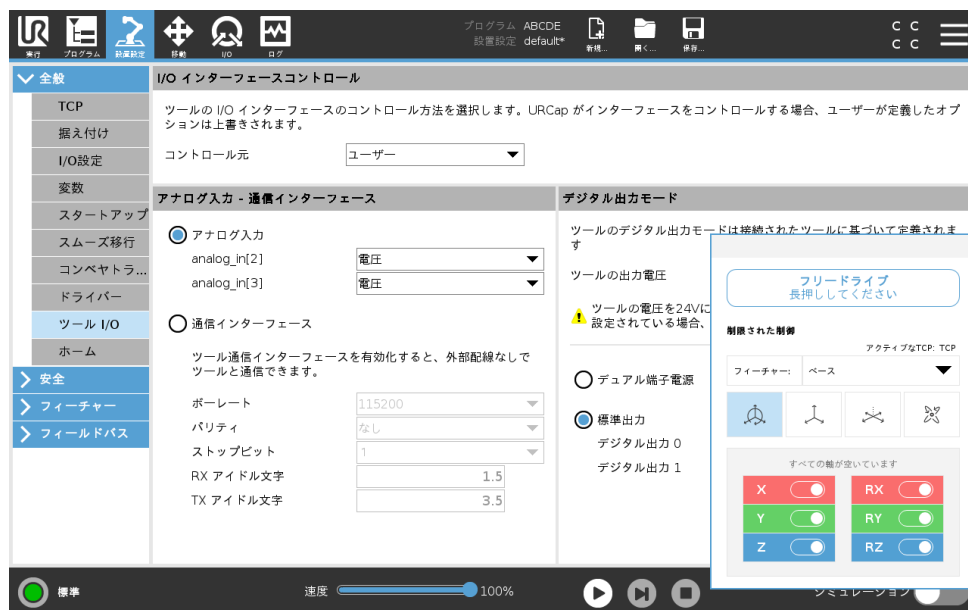 プログラム ABCDE
設置設定 default*
実行
プログラム
設置設定
移動
I/O
ログ
新規...
開く...
保存...
C C
C C
全般
TCP
据え付け
I/O設定
変数
スタートアップ
スムーズ移行
コンベヤトラ...
ドライバー
ツール I/O
ホーム
安全
フィーチャー
フィールドバス
I/O インターフェースコントロール
ツールの I/O インターフェースのコントロール方法を選択します。URCap がインターフェースをコントロールする場合、ユーザーが定義したオプ
ションは上書きされます。
コントロール元
ユーザー
アナログ入力 - 通信インターフェース
アナログ入力
analog_in[2] 電圧
analog_in[3] 電圧
通信インターフェース
ツール通信インターフェースを有効化すると、外部配線なしで
ツールと通信できます。
ボーレート 115200
パリティ なし
ストップビット 1
RX アイドル文字 1.5
TX アイドル文字 3.5
デジタル出力モード
ツールのデジタル出力モードは接続されたツールに基づいて定義されま
す
ツールの出力電圧
ツールの電圧を24Vに
設定されている場合、
デュアル端子電源
標準出力
デジタル出力 0
デジタル出力 1
フリードライブ
長押ししてください
制限された制御
アクティブなTCP: TCP
フィーチャー: ベース
すべての軸が空いています
X RX
Y RY
Z RZ
標準
速度 100%
シミュレーション